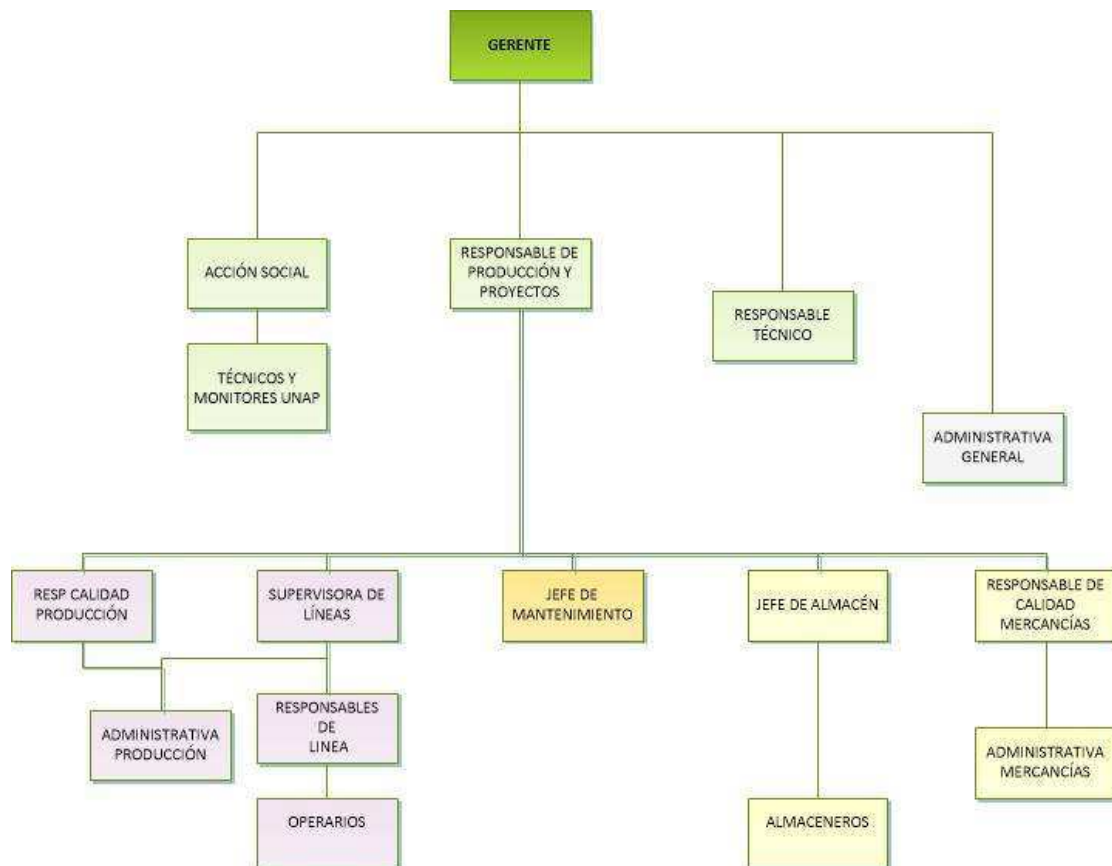 GERENTE
ACCIÓN SOCIAL
RESPONSABLE DE
PRODUCCIÓN Y
PROYECTOS
RESPONSABLE
TÉCNICO
TÉCNICOS Y
MONITORES UNAP
ADMINISTRATIVA
GENERAL
RESP CALIDAD
PRODUCCIÓN
SUPERVISORA DE
LÍNEAS
JEFE DE
MANTENIMIENTO
JEFE DE ALMACÉN
RESPONSABLE DE
CALIDAD
MERCANCÍAS
ADMINISTRATIVA
PRODUCCIÓN
RESPONSABLES
DE
LINEA
ADMINISTRATIVA
MERCANCÍAS
OPERARIOS
ALMACENEROS